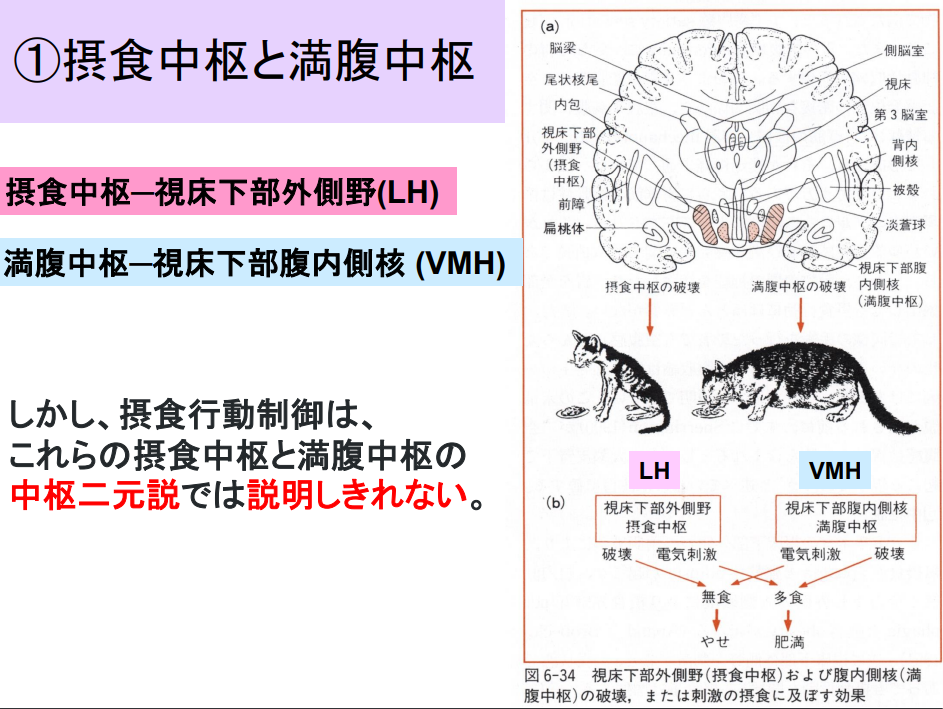 ①摂食中枢と満腹中枢
摂食中枢─視床下部外側野(LH)
満腹中枢─視床下部腹内側核 (VMH)
しかし、摂食行動制御は、
これらの摂食中枢と満腹中枢の
中枢二元説では説明しきれない。
(a)
脳梁
尾状核尾
内包
視床下部
外側野
(摂食
中枢)
前障
扁桃体
側脳室
視床
第3脳室
背内
側核
被殻
淡蒼球
視床下部腹
内側核
(満腹中枢)
摂食中枢の破壊
満腹中枢の破壊
LH
VMH
(b)
視床下部外側野
摂食中枢
視床下部腹内側核
満腹中枢
破壊 電気刺激
電気刺激 破壊
無食 多食
やせ 肥満
図6-34 視床下部外側野(摂食中枢)および腹内側核(満
腹中枢)の破壊,または刺激の摂食に及ぼす効果